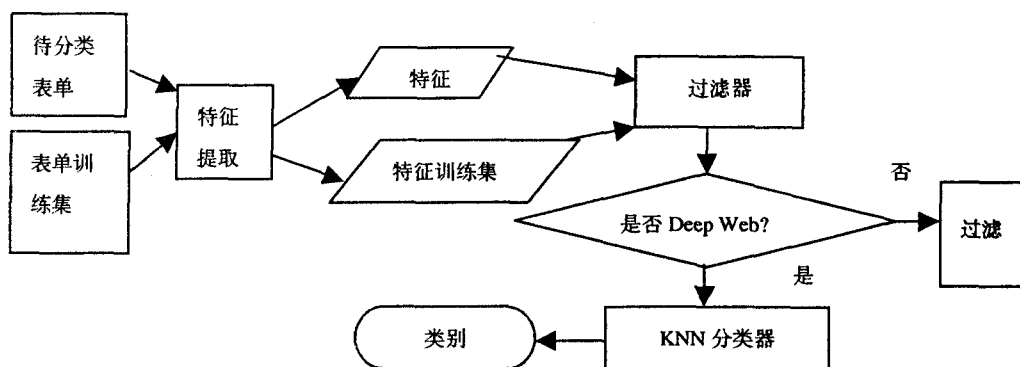 待分类
表单
表单训
练集
特征
提取
特征
特征训练集
过滤器
是否 Deep Web?
否
过滤
是
KNN 分类器
类别